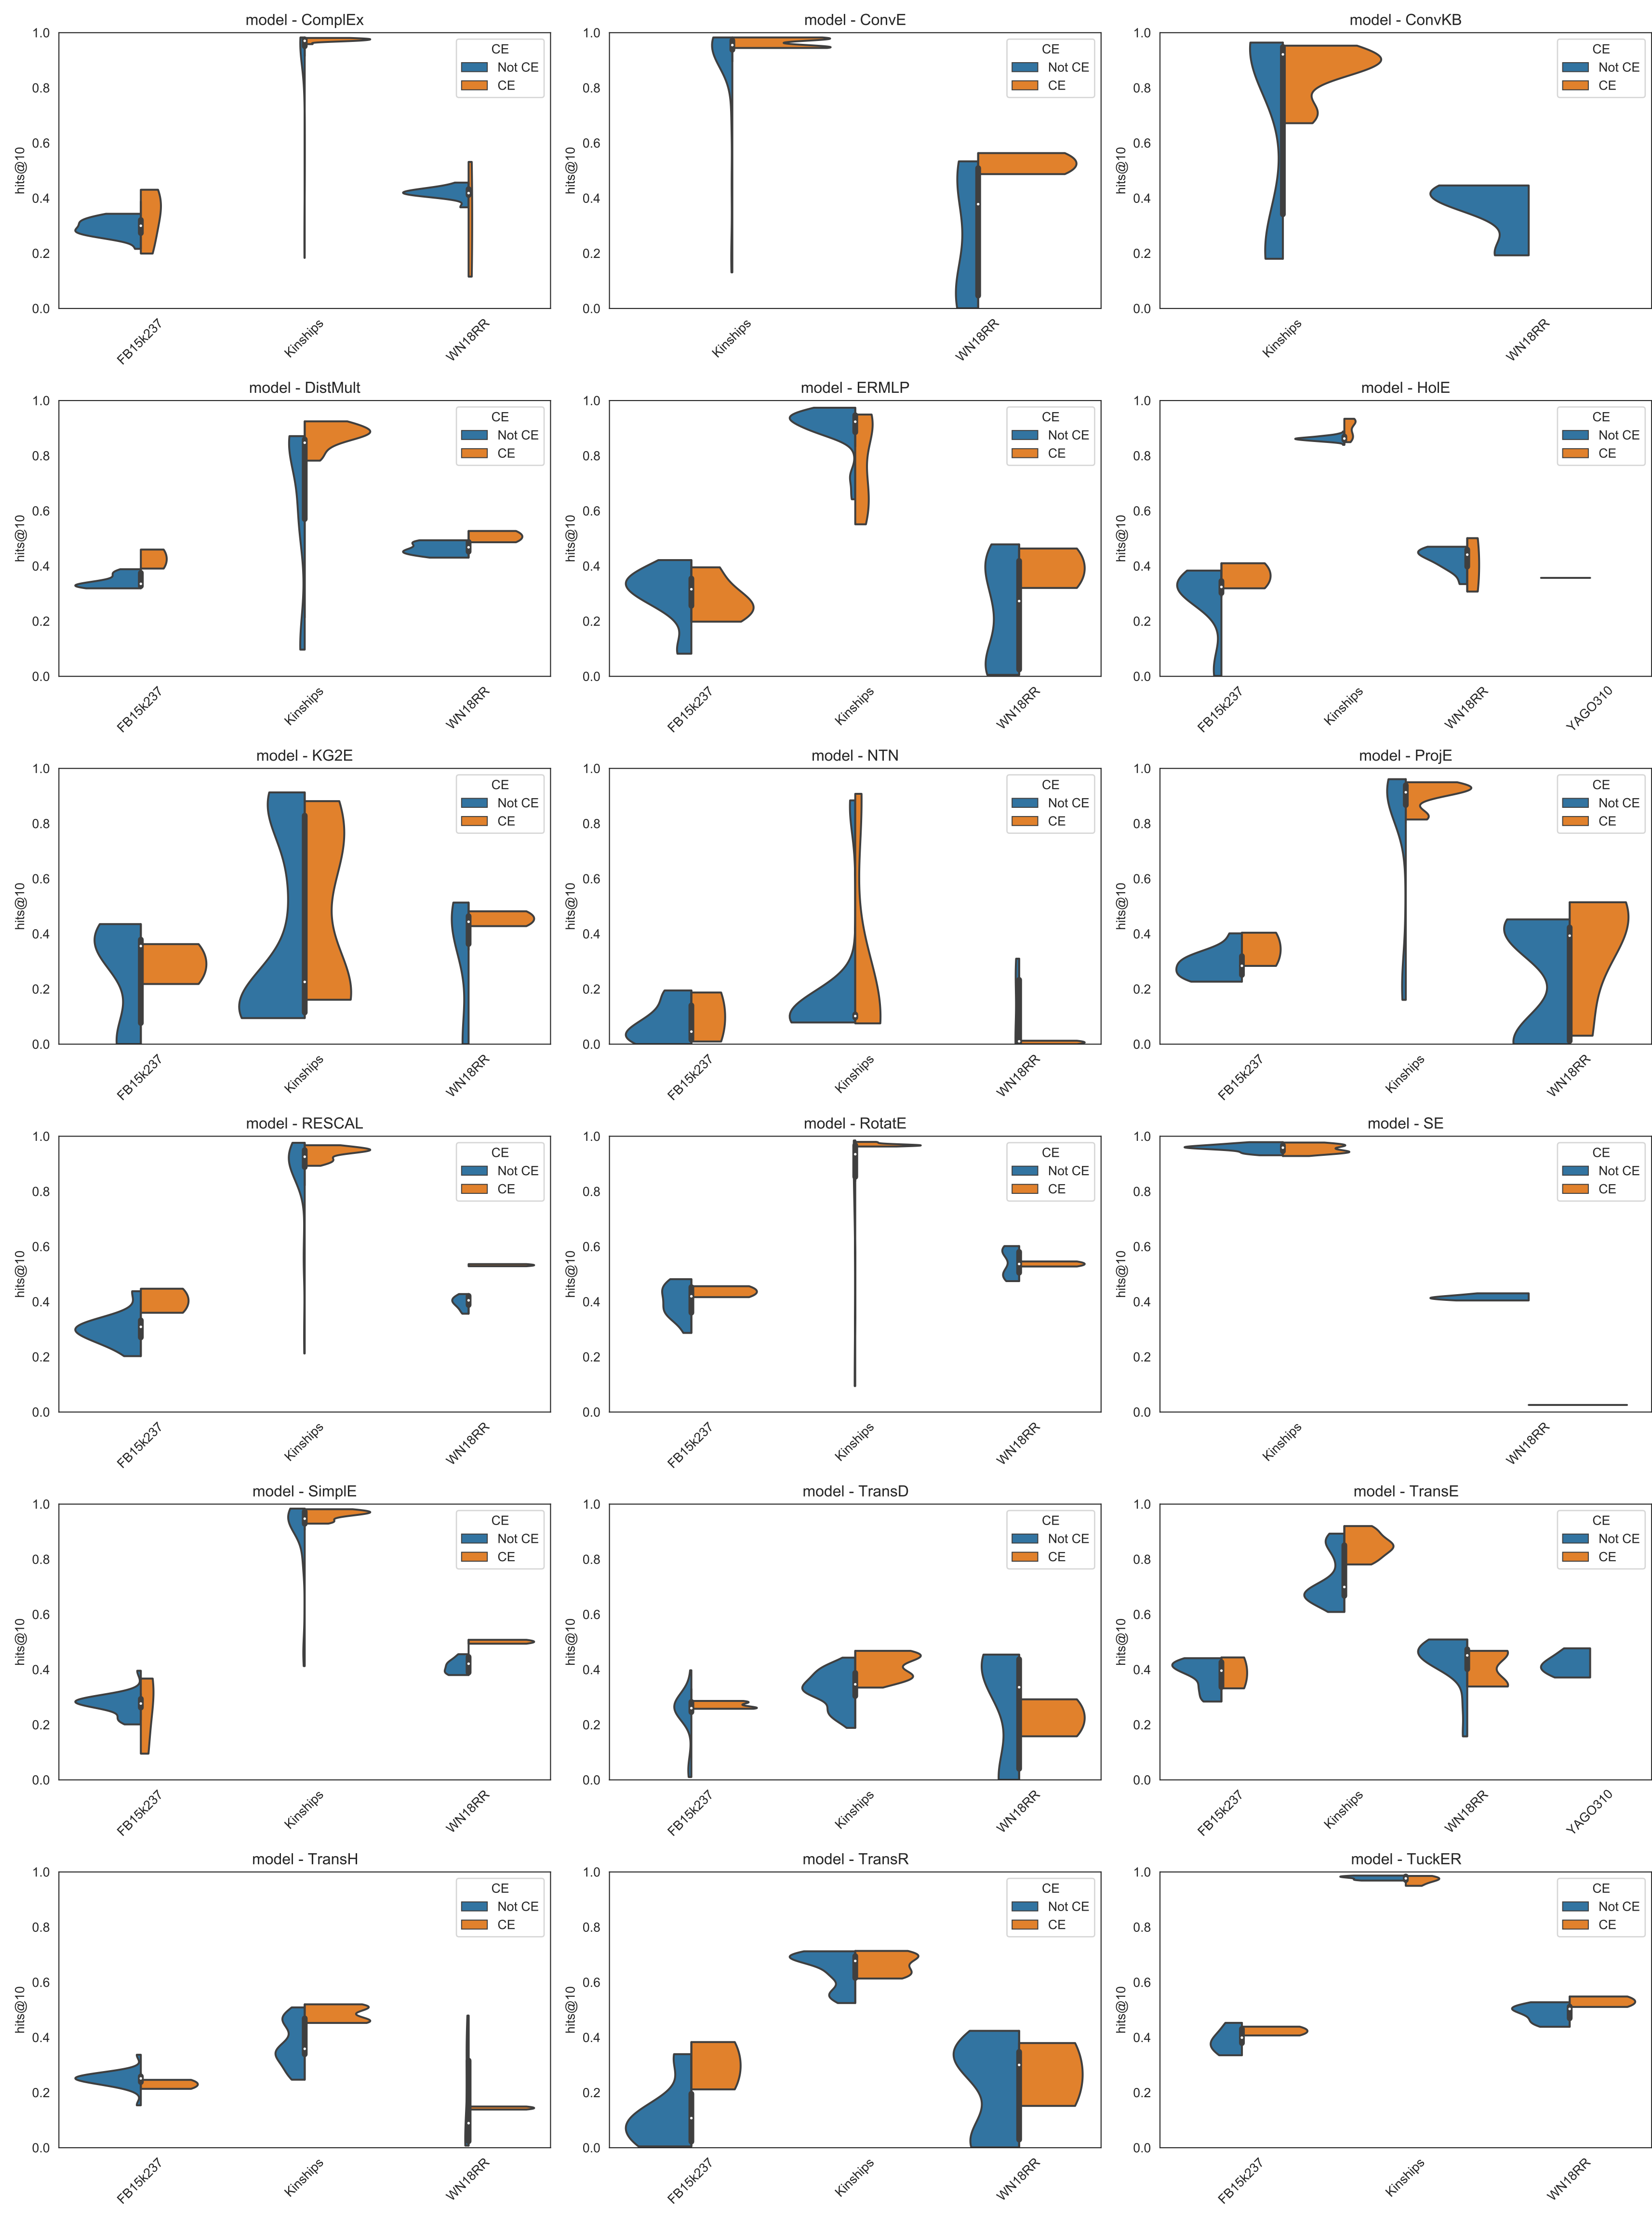 model - ComplEx
model - ConvE
model - ConvKB
1.0
0.8
0.6
0.4
0.2
0.0
hits@10
CE
Not CE
CE
FB15k237
Kinships
WN18RR
1.0
0.8
0.6
0.4
0.2
0.0
hits@10
CE
Not CE
CE
Kinships
WN18RR
1.0
0.8
0.6
0.4
0.2
0.0
hits@10
CE
Not CE
CE
Kinships
WN18RR
model - DistMult
model - ERMLP
model - HolE
1.0
0.8
0.6
0.4
0.2
0.0
hits@10
CE
Not CE
CE
FB15k237
Kinships
WN18RR
1.0
0.8
0.6
0.4
0.2
0.0
hits@10
CE
Not CE
CE
FB15k237
Kinships
WN18RR
1.0
0.8
0.6
0.4
0.2
0.0
hits@10
CE
Not CE
CE
FB15k237
Kinships
WN18RR
YAGO310
model - KG2E
model - NTN
model - ProjE
1.0
0.8
0.6
0.4
0.2
0.0
hits@10
CE
Not CE
CE
FB15k237
Kinships
WN18RR
1.0
0.8
0.6
0.4
0.2
0.0
hits@10
CE
Not CE
CE
FB15k237
Kinships
WN18RR
1.0
0.8
0.6
0.4
0.2
0.0
hits@10
CE
Not CE
CE
FB15k237
Kinships
WN18RR
model - RESCAL
model - RotatE
model - SE
1.0
0.8
0.6
0.4
0.2
0.0
hits@10
CE
Not CE
CE
FB15k237
Kinships
WN18RR
1.0
0.8
0.6
0.4
0.2
0.0
hits@10
CE
Not CE
CE
FB15k237
Kinships
WN18RR
1.0
0.8
0.6
0.4
0.2
0.0
hits@10
CE
Not CE
CE
Kinships
WN18RR
model - SimplE
model - TransD
model - TransE
1.0
0.8
0.6
0.4
0.2
0.0
hits@10
CE
Not CE
CE
FB15k237
Kinships
WN18RR
1.0
0.8
0.6
0.4
0.2
0.0
hits@10
CE
Not CE
CE
FB15k237
Kinships
WN18RR
1.0
0.8
0.6
0.4
0.2
0.0
hits@10
CE
Not CE
CE
FB15k237
Kinships
WN18RR
YAGO310
model - TransH
model - TransR
model - TuckER
1.0
0.8
0.6
0.4
0.2
0.0
hits@10
CE
Not CE
CE
FB15k237
Kinships
WN18RR
1.0
0.8
0.6
0.4
0.2
0.0
hits@10
CE
Not CE
CE
FB15k237
Kinships
WN18RR
1.0
0.8
0.6
0.4
0.2
0.0
hits@10
CE
Not CE
CE
FB15k237
Kinships
WN18RR